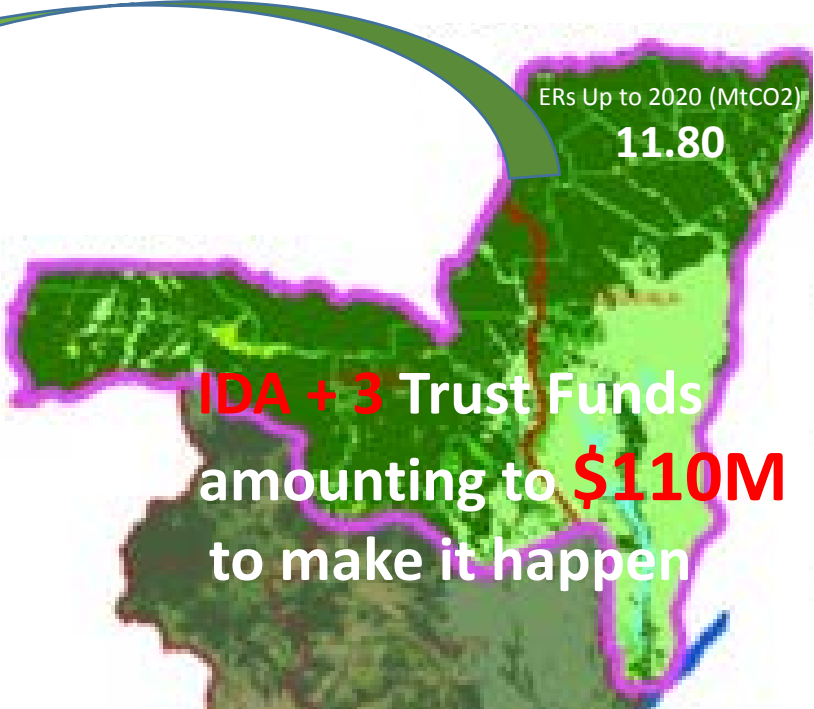 ERs Up to 2020 (MtCO2)
11.80
IDA + 3 Trust Funds
amounting to $110M
to make it happen